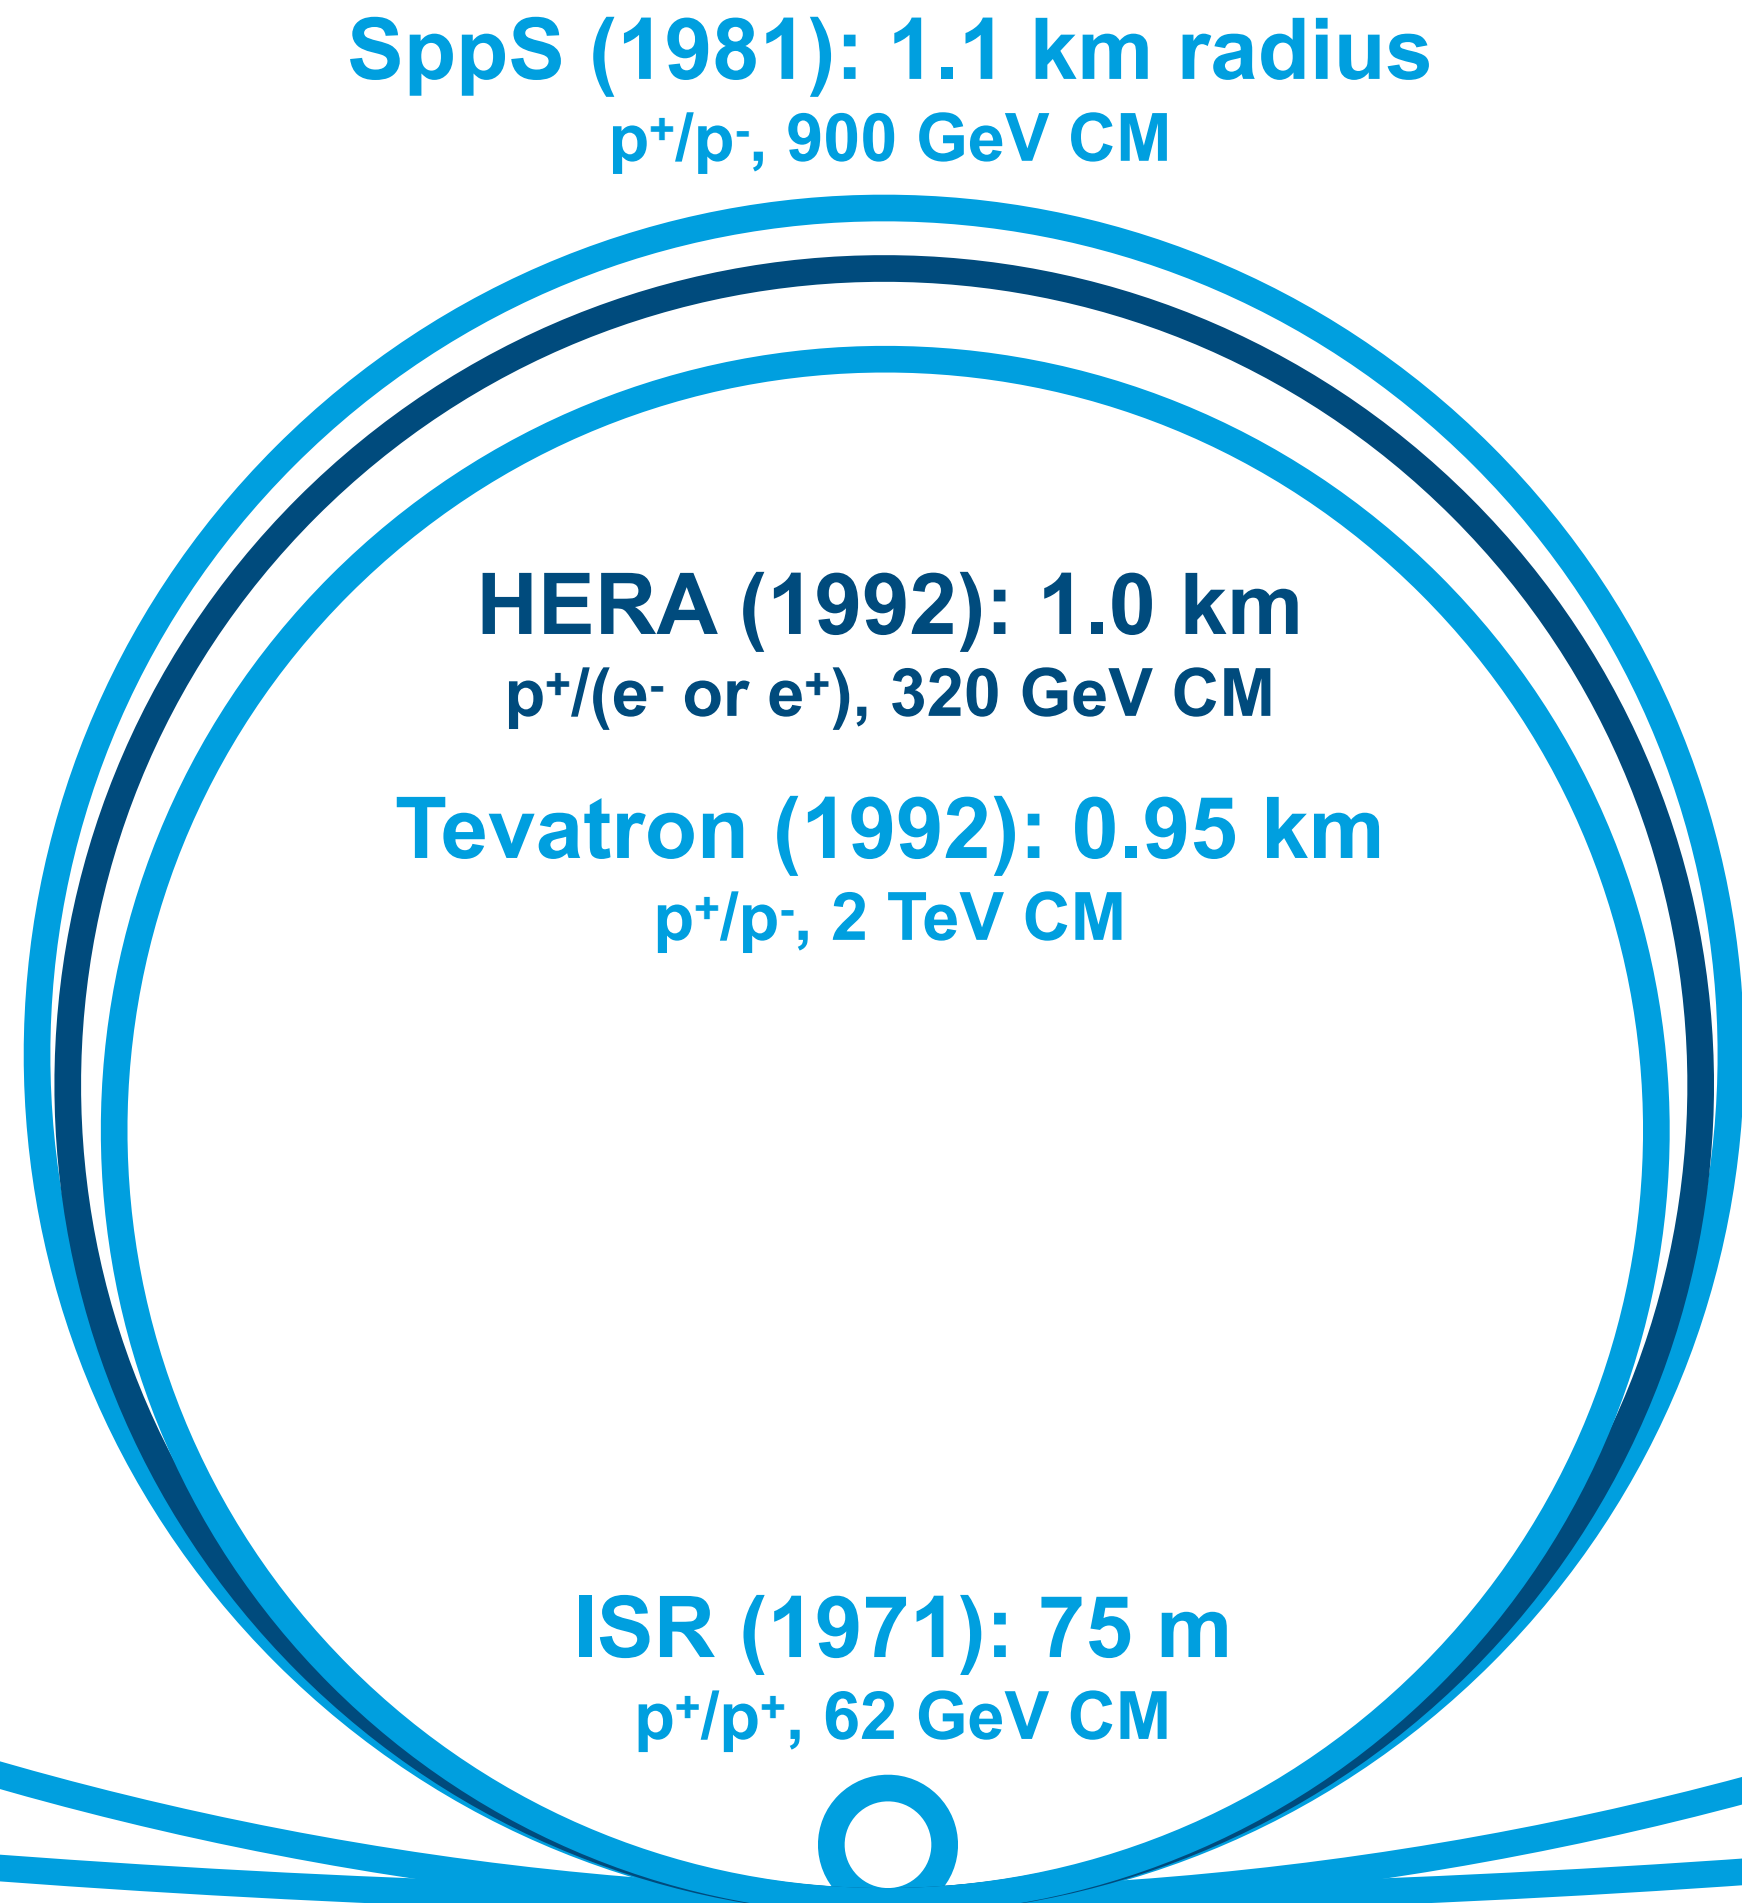 SppS (1981): 1.1 km radius
p⁺/p⁻, 900 GeV CM
HERA (1992): 1.0 km
p⁺/(e⁻ or e⁺), 320 GeV CM
Tevatron (1992): 0.95 km
p⁺/p⁻, 2 TeV CM
ISR (1971): 75 m
p⁺/p⁺, 62 GeV CM